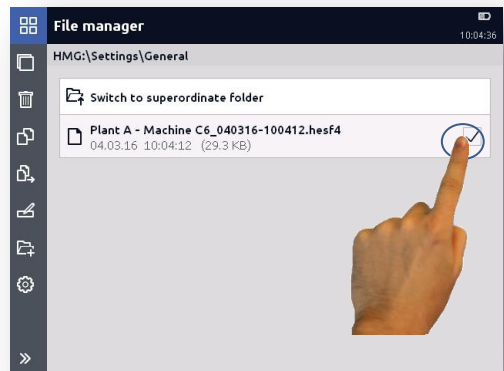 File manager
10:04:36
HMG:\Settings\General
Switch to superordinate folder
Plant A - Machine C6_040316-100412.hesf4
04.03.16 10:04:12 (29.3 KB)